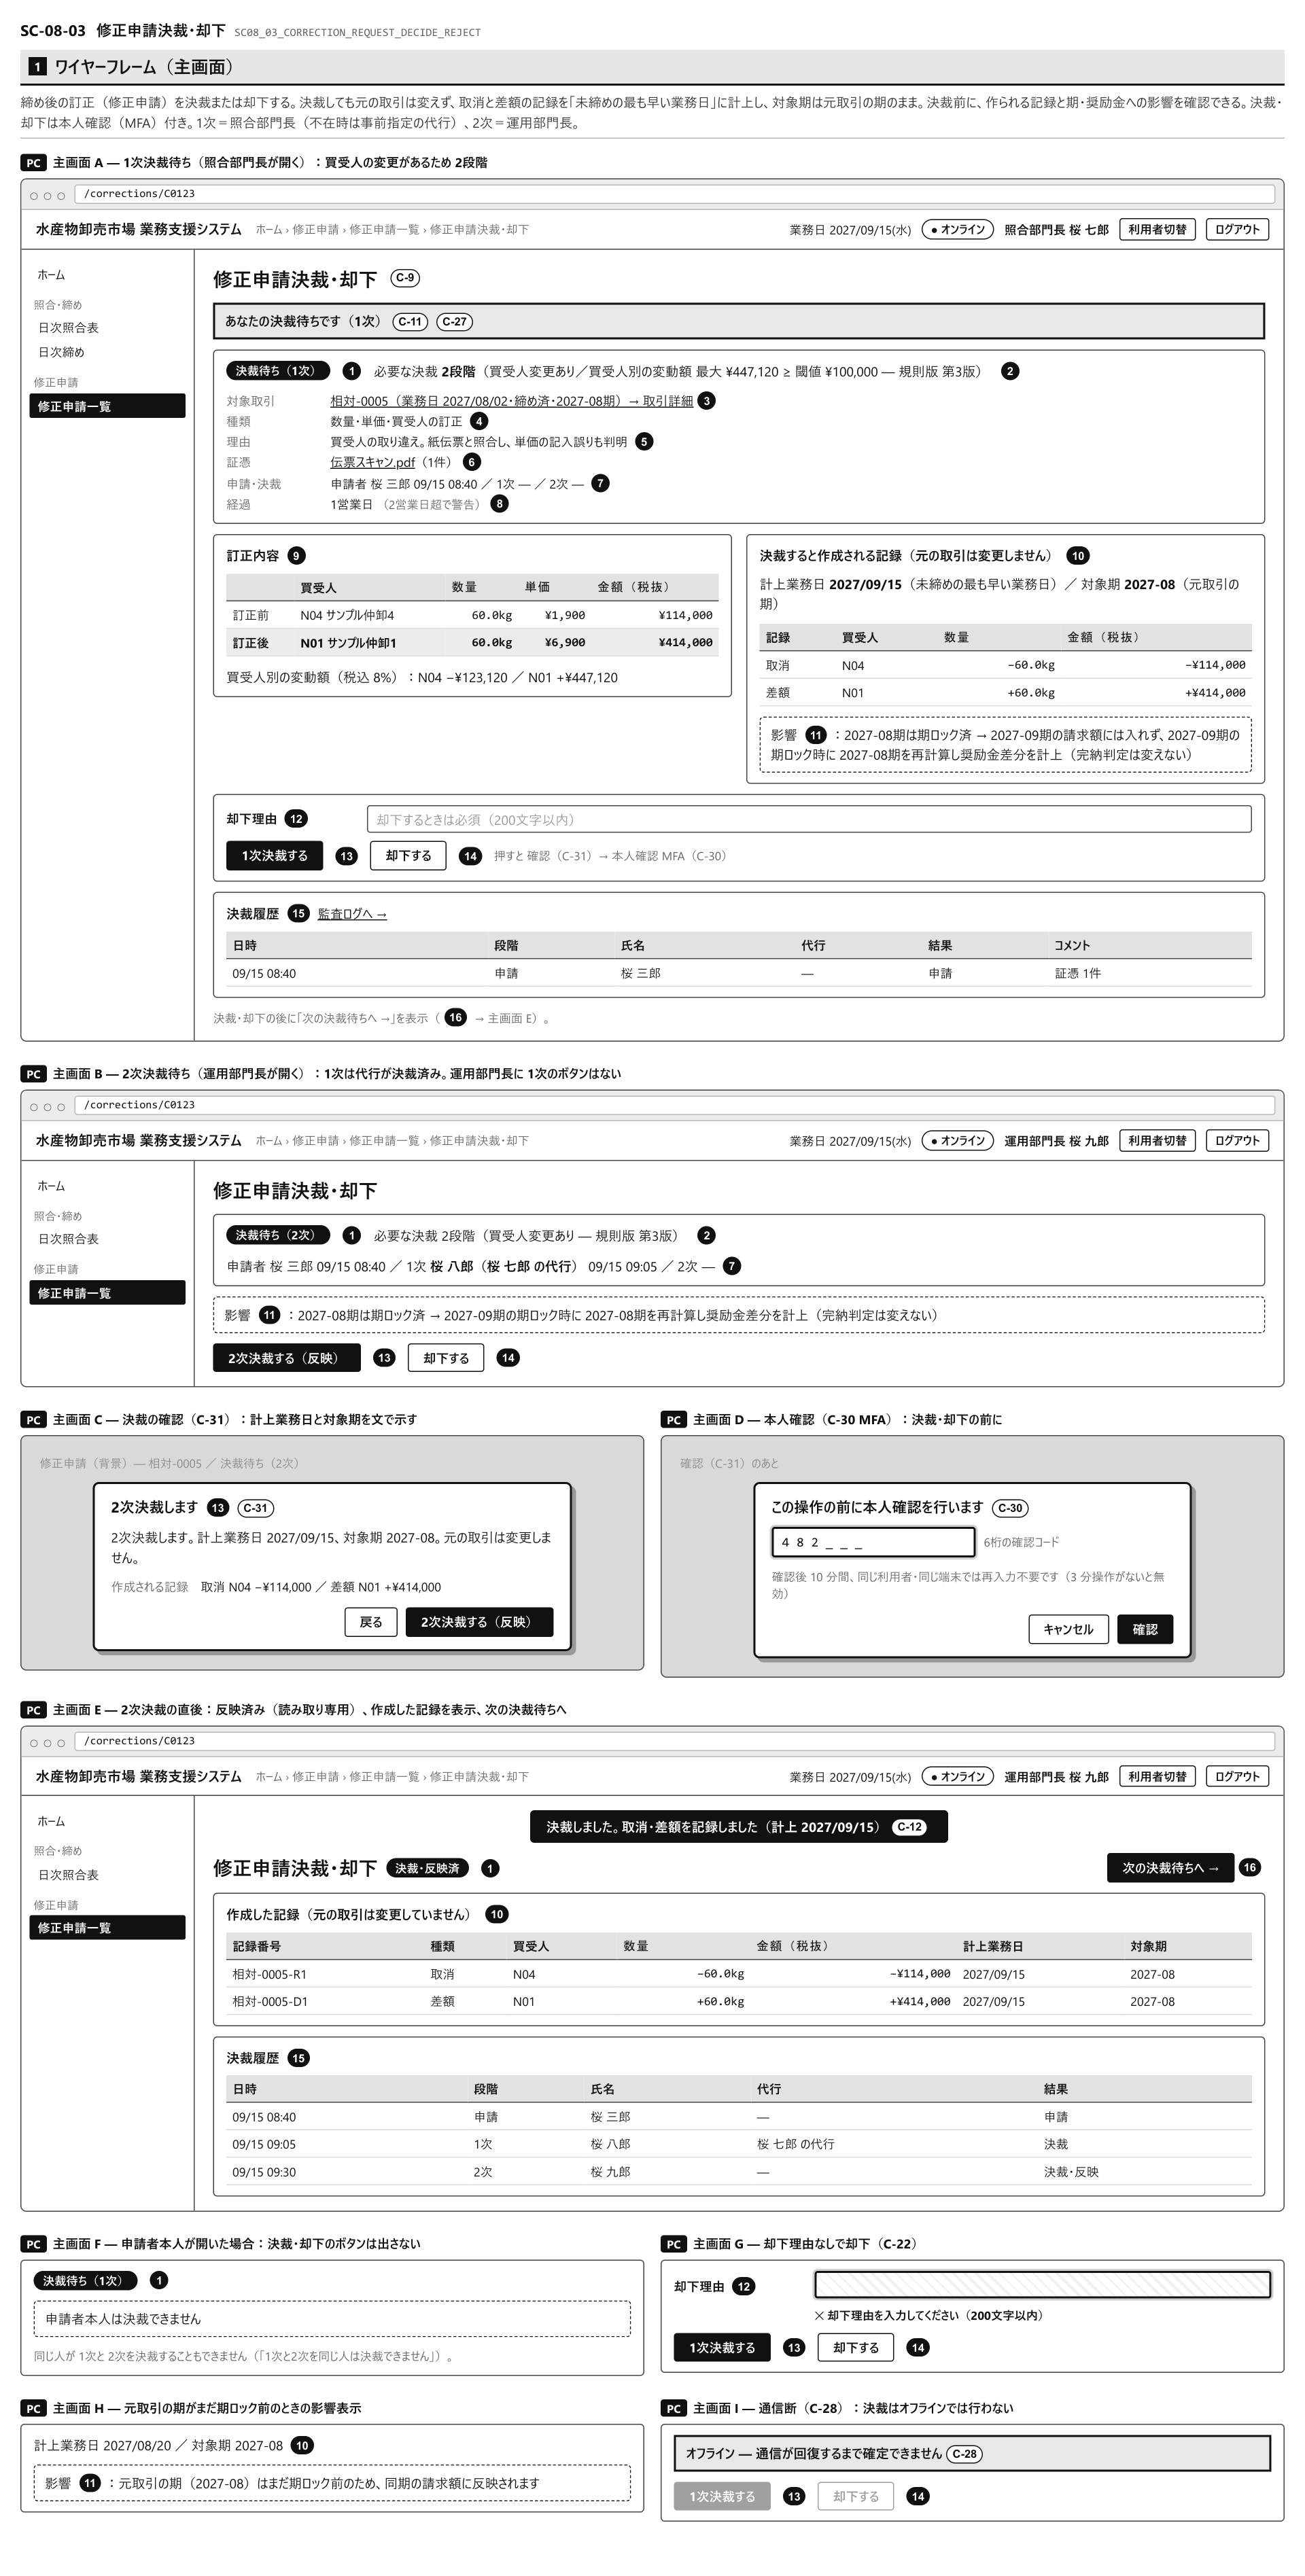 SC-08-03 修正申請決裁・却下 SC08_03_CORRECTION_REQUEST_DECIDE_REJECT
1 ワイヤーフレーム（主画面）
締め後の訂正（修正申請）を決裁または却下する。決裁しても元の取引は変えず、取消と差額の記録を「未締めの最も早い業務日」に計上し、対象期は元取引の期のまま。決裁前に、作られる記録と期・奨励金への影響を確認できる。決裁・
却下は本人確認（MFA）付き。1次＝照合部門長（不在時は事前指定の代行）、2次＝運用部門長。
PC 主画面 A — 1次決裁待ち（照合部門長が開く）：買受人の変更があるため 2段階
/corrections/C0123
水産物卸売市場 業務支援システム ホーム › 修正申請 › 修正申請一覧 › 修正申請決裁・却下 業務日 2027/09/15(水) ● オンライン 照合部門長 桜 七郎 利用者切替 ログアウト
ホーム
照合・締め
日次照合表
日次締め
修正申請
修正申請一覧
修正申請決裁・却下 C-9
あなたの決裁待ちです（1次） C-11 C-27
決裁待ち（1次） 1 必要な決裁 2段階（買受人変更あり／買受人別の変動額 最大 ¥447,120 ≥ 閾値 ¥100,000 — 規則版 第3版） 2
対象取引 相対-0005（業務日 2027/08/02・締め済・2027-08期）→ 取引詳細 3
種類 数量・単価・買受人の訂正 4
理由 買受人の取り違え。紙伝票と照合し、単価の記入誤りも判明 5
証憑 伝票スキャン.pdf（1件） 6
申請・決裁 申請者 桜 三郎 09/15 08:40 ／ 1次 — ／ 2次 — 7
経過 1営業日 （2営業日超で警告） 8
訂正内容 9
買受人 数量 単価 金額（税抜）
訂正前 N04 サンプル仲卸4 60.0kg ¥1,900 ¥114,000
訂正後 N01 サンプル仲卸1 60.0kg ¥6,900 ¥414,000
買受人別の変動額（税込 8%）：N04 −¥123,120 ／ N01 +¥447,120
決裁すると作成される記録（元の取引は変更しません） 10
計上業務日 2027/09/15（未締めの最も早い業務日）／ 対象期 2027-08（元取引の
期）
記録 買受人 数量 金額（税抜）
取消 N04 −60.0kg −¥114,000
差額 N01 +60.0kg +¥414,000
影響 11 ：2027-08期は期ロック済 → 2027-09期の請求額には入れず、2027-09期の
期ロック時に 2027-08期を再計算し奨励金差分を計上（完納判定は変えない）
却下理由 12 却下するときは必須（200文字以内）
1次決裁する 13 却下する 14 押すと 確認（C-31）→ 本人確認 MFA（C-30）
決裁履歴 15 監査ログへ →
日時 段階 氏名 代行 結果 コメント
09/15 08:40 申請 桜 三郎 — 申請 証憑 1件
決裁・却下の後に「次の決裁待ちへ →」を表示（ 16 → 主画面 E）。
PC 主画面 B — 2次決裁待ち（運用部門長が開く）：1次は代行が決裁済み。運用部門長に 1次のボタンはない
/corrections/C0123
水産物卸売市場 業務支援システム ホーム › 修正申請 › 修正申請一覧 › 修正申請決裁・却下 業務日 2027/09/15(水) ● オンライン 運用部門長 桜 九郎 利用者切替 ログアウト
ホーム
照合・締め
日次照合表
修正申請
修正申請一覧
修正申請決裁・却下
決裁待ち（2次） 1 必要な決裁 2段階（買受人変更あり — 規則版 第3版） 2
申請者 桜 三郎 09/15 08:40 ／ 1次 桜 八郎（桜 七郎 の代行） 09/15 09:05 ／ 2次 — 7
影響 11 ：2027-08期は期ロック済 → 2027-09期の期ロック時に 2027-08期を再計算し奨励金差分を計上（完納判定は変えない）
2次決裁する（反映） 13 却下する 14
PC 主画面 C — 決裁の確認（C-31）：計上業務日と対象期を文で示す
修正申請（背景）— 相対-0005 ／ 決裁待ち（2次）
2次決裁します 13 C-31
2次決裁します。計上業務日 2027/09/15、対象期 2027-08。元の取引は変更しま
せん。
作成される記録 取消 N04 −¥114,000 ／ 差額 N01 +¥414,000
戻る 2次決裁する（反映）
PC 主画面 D — 本人確認（C-30 MFA）：決裁・却下の前に
確認（C-31）のあと
この操作の前に本人確認を行います C-30
4 8 2 _ _ _ 6桁の確認コード
確認後 10 分間、同じ利用者・同じ端末では再入力不要です（3 分操作がないと無
効）
キャンセル 確認
PC 主画面 E — 2次決裁の直後：反映済み（読み取り専用）、作成した記録を表示、次の決裁待ちへ
/corrections/C0123
水産物卸売市場 業務支援システム ホーム › 修正申請 › 修正申請一覧 › 修正申請決裁・却下 業務日 2027/09/15(水) ● オンライン 運用部門長 桜 九郎 利用者切替 ログアウト
ホーム
照合・締め
日次照合表
修正申請
修正申請一覧
決裁しました。取消・差額を記録しました（計上 2027/09/15） C-12
修正申請決裁・却下 決裁・反映済 1 次の決裁待ちへ → 16
作成した記録（元の取引は変更していません） 10
記録番号 種類 買受人 数量 金額（税抜） 計上業務日 対象期
相対-0005-R1 取消 N04 −60.0kg −¥114,000 2027/09/15 2027-08
相対-0005-D1 差額 N01 +60.0kg +¥414,000 2027/09/15 2027-08
決裁履歴 15
日時 段階 氏名 代行 結果
09/15 08:40 申請 桜 三郎 — 申請
09/15 09:05 1次 桜 八郎 桜 七郎 の代行 決裁
09/15 09:30 2次 桜 九郎 — 決裁・反映
PC 主画面 F — 申請者本人が開いた場合：決裁・却下のボタンは出さない
決裁待ち（1次） 1
申請者本人は決裁できません
同じ人が 1次と 2次を決裁することもできません（「1次と2次を同じ人は決裁できません」）。
PC 主画面 G — 却下理由なしで却下（C-22）
却下理由 12
× 却下理由を入力してください（200文字以内）
1次決裁する 13 却下する 14
PC 主画面 H — 元取引の期がまだ期ロック前のときの影響表示
計上業務日 2027/08/20 ／ 対象期 2027-08 10
影響 11 ：元取引の期（2027-08）はまだ期ロック前のため、同期の請求額に反映されます
PC 主画面 I — 通信断（C-28）：決裁はオフラインでは行わない
オフライン — 通信が回復するまで確定できません C-28
1次決裁する 13 却下する 14